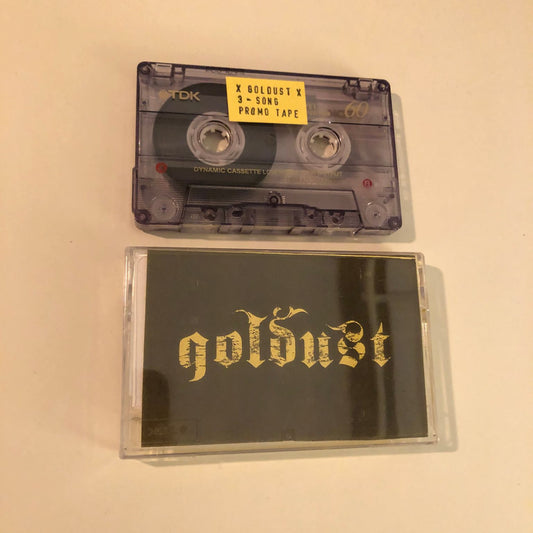 TDK
X GOLDUST X
3-SONG
PROMO TAPE
60
DYNAMIC CASSETTE
goldust